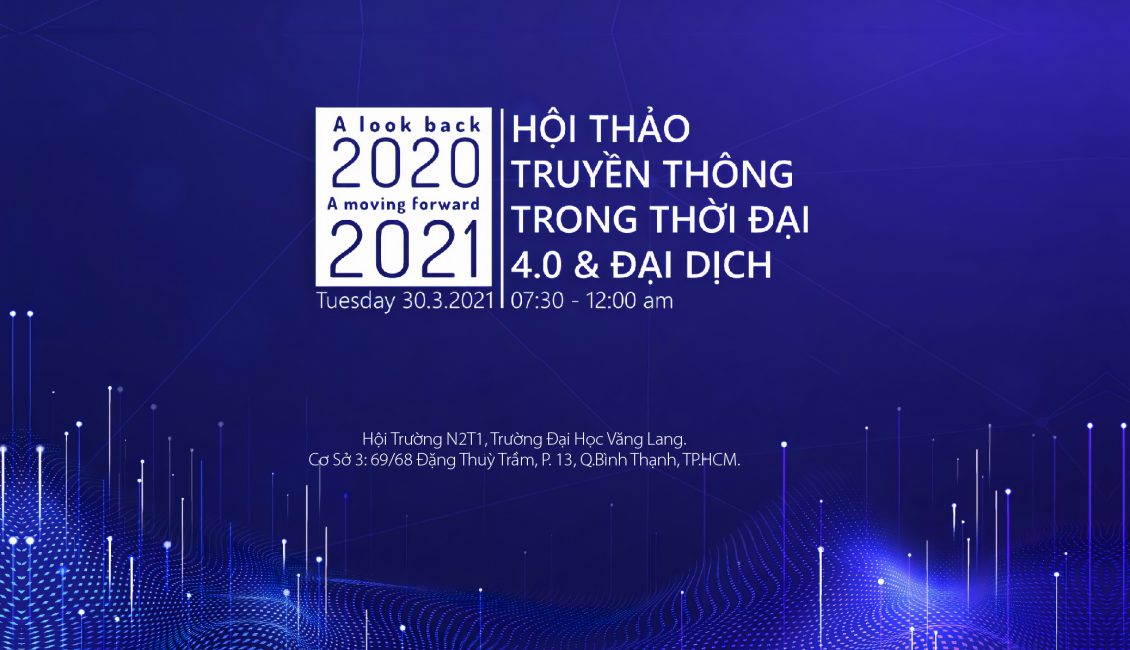 A look back
2020
A moving forward
2021
HỘI THẢO
TRUYỀN THÔNG
TRONG THỜI ĐẠI
4.0 & ĐẠI DỊCH
Tuesday 30.3.2021
07:30 - 12:00 am
Hội Trường N2T1, Trường Đại Học Văng Lang.
Cơ Sở 3: 69/68 Đặng Thuỳ Trầm, P. 13, Q.Bình Thạnh, TP.HCM.